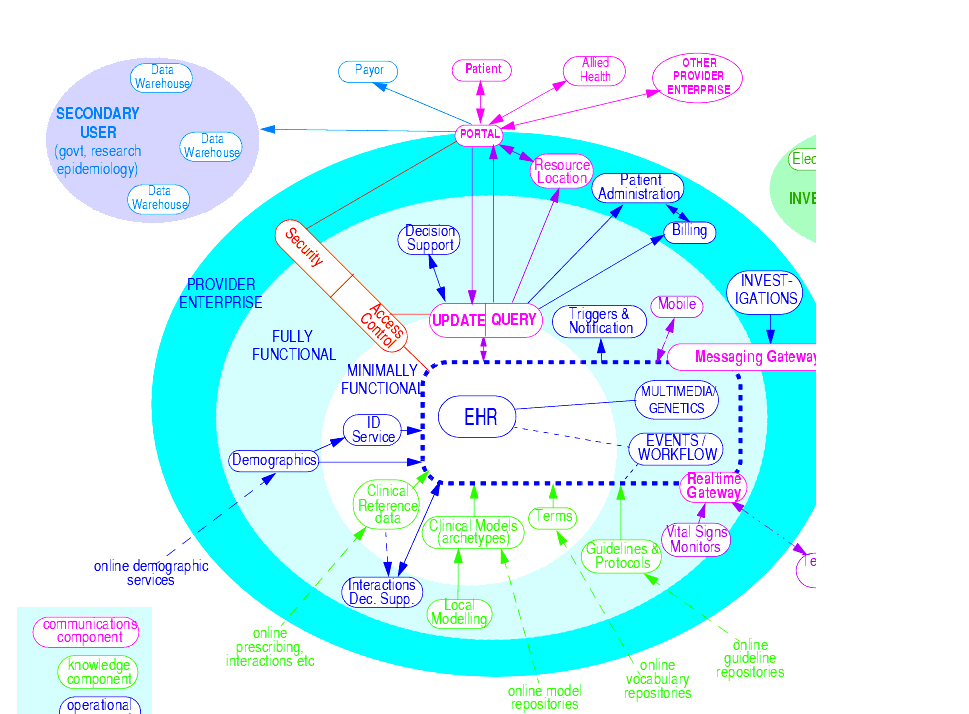 Data
Warehouse
SECONDARY
USER
(govt, research
epidemiology)
Data
Warehouse
Data
Warehouse
Payor
Patient
Allied
Health
OTHER
PROVIDER
ENTERPRISE
PORTAL
Resource
Location
Patient
Administration
Billing
Decision
Support
Security
Access
Control
PROVIDER
ENTERPRISE
FULLY
FUNCTIONAL
MINIMALLY
FUNCTIONAL
UPDATE
QUERY
Triggers &
Notification
Mobile
INVEST-
IGATIONS
Messaging Gateway
EHR
MULTIMEDIA/
GENETICS
EVENTS /
WORKFLOW
ID
Service
Demographics
Realtime
Gateway
Vital Signs
Monitors
Clinical
Reference
data
Clinical Models
(archetypes)
Terms
Guidelines &
Protocols
Interactions
Dec. Supp.
Local
Modelling
online demographic
services
online
prescribing,
interactions etc
online model
repositories
online
vocabulary
repositories
online
guideline
repositories
communications
component
knowledge
component
operational